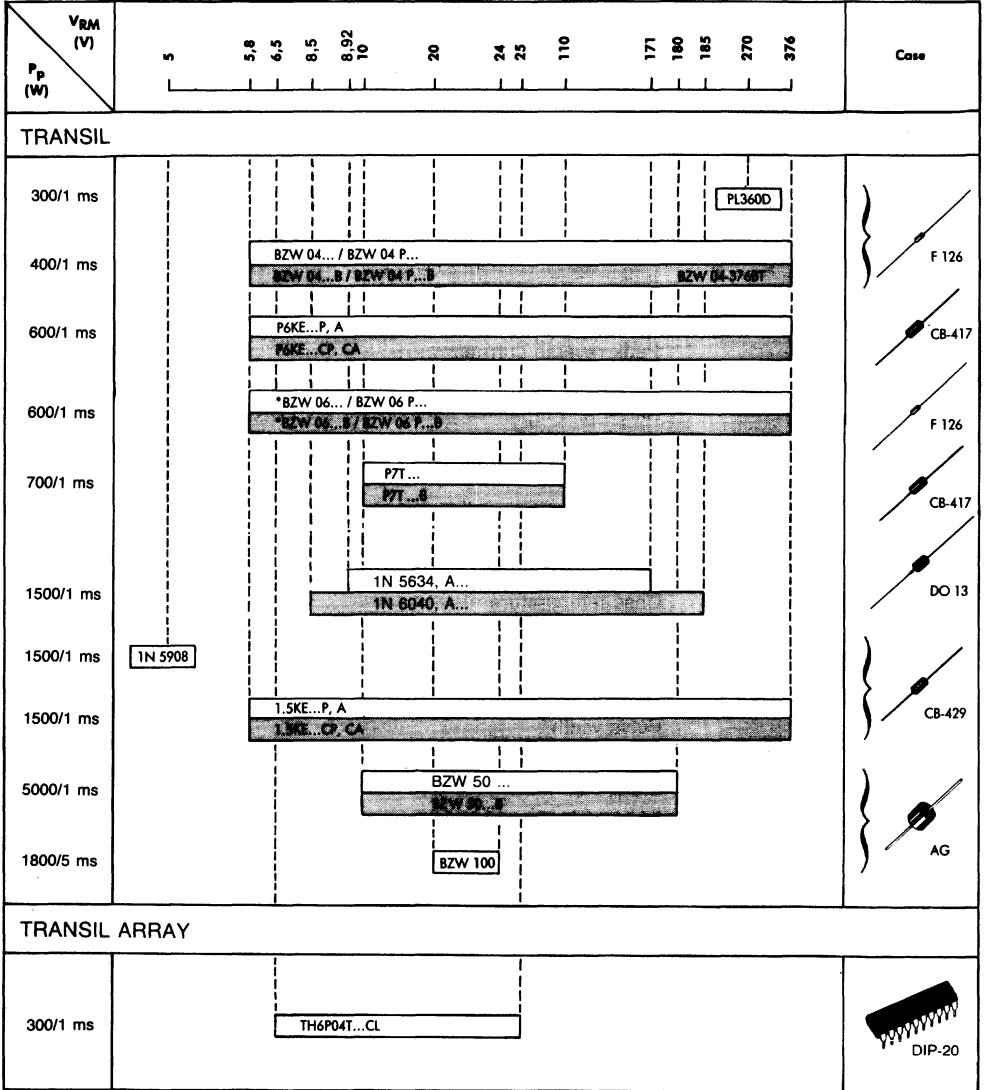 VRM
(V)
Pp
(W)
5
5,8
6,5
8,5
8,92
10
20
24
25
110
171
180
185
270
376
Case
TRANSIL
300/1 ms
PL360D
400/1 ms
BZW 04... / BZW 04 P...
BZW 04...B / BZW 04 P...B
BZW 04-376BT
F 126
600/1 ms
P6KE...P, A
P6KE...CP, CA
CB-417
600/1 ms
*BZW 06... / BZW 06 P...
*BZW 06...B / BZW 06 P...B
F 126
700/1 ms
P7T ...
P7T ...B
CB-417
1500/1 ms
1N 5634, A...
1N 6040, A...
DO 13
1500/1 ms
1N 5908
1500/1 ms
1.5KE...P, A
1.5KE...CP, CA
CB-429
5000/1 ms
BZW 50 ...
BZW 50...B
1800/5 ms
BZW 100
AG
TRANSIL ARRAY
300/1 ms
TH6P04T...CL
DIP-20